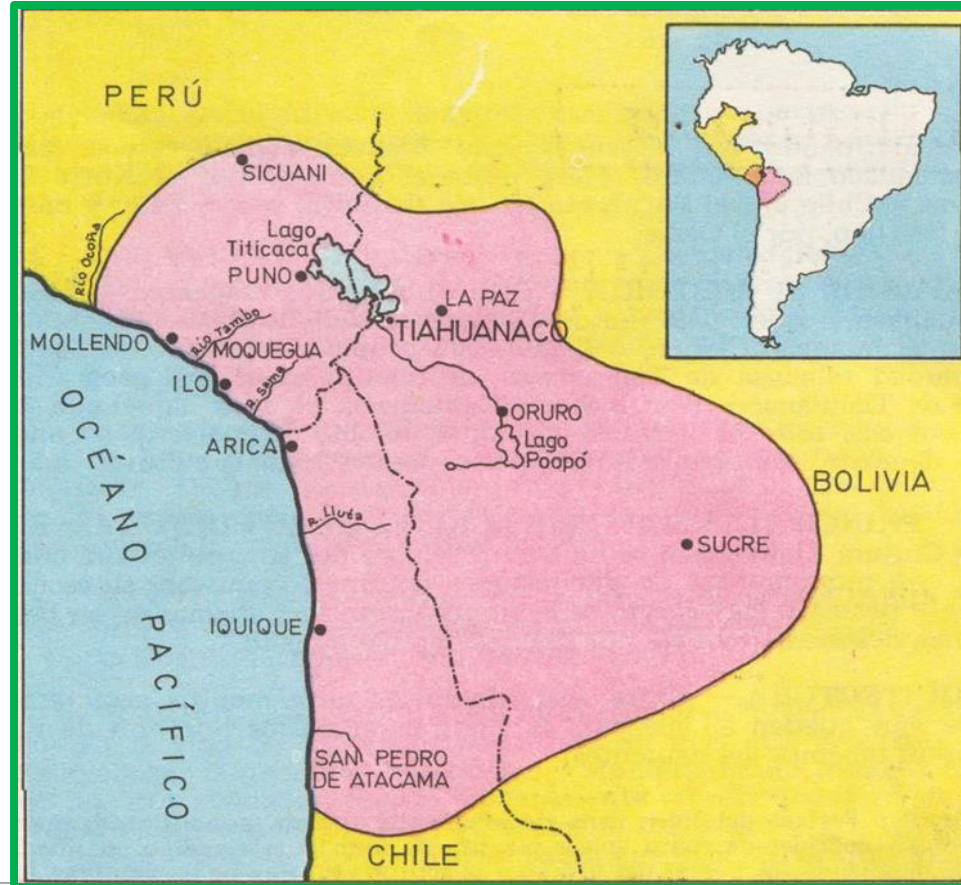 PERÚ
SICUANI
Río Ocoña
Lago
Titicaca
PUNO
LA PAZ
TIAHUANACO
MOLLENDO
Río Tambo
MOQUEGUA
ILO
R. Sama
ORURO
Lago
Poopó
ARICA
BOLIVIA
R. Lluta
SUCRE
IQUIQUE
OCÉANO PACÍFICO
SAN PEDRO
DE ATACAMA
CHILE